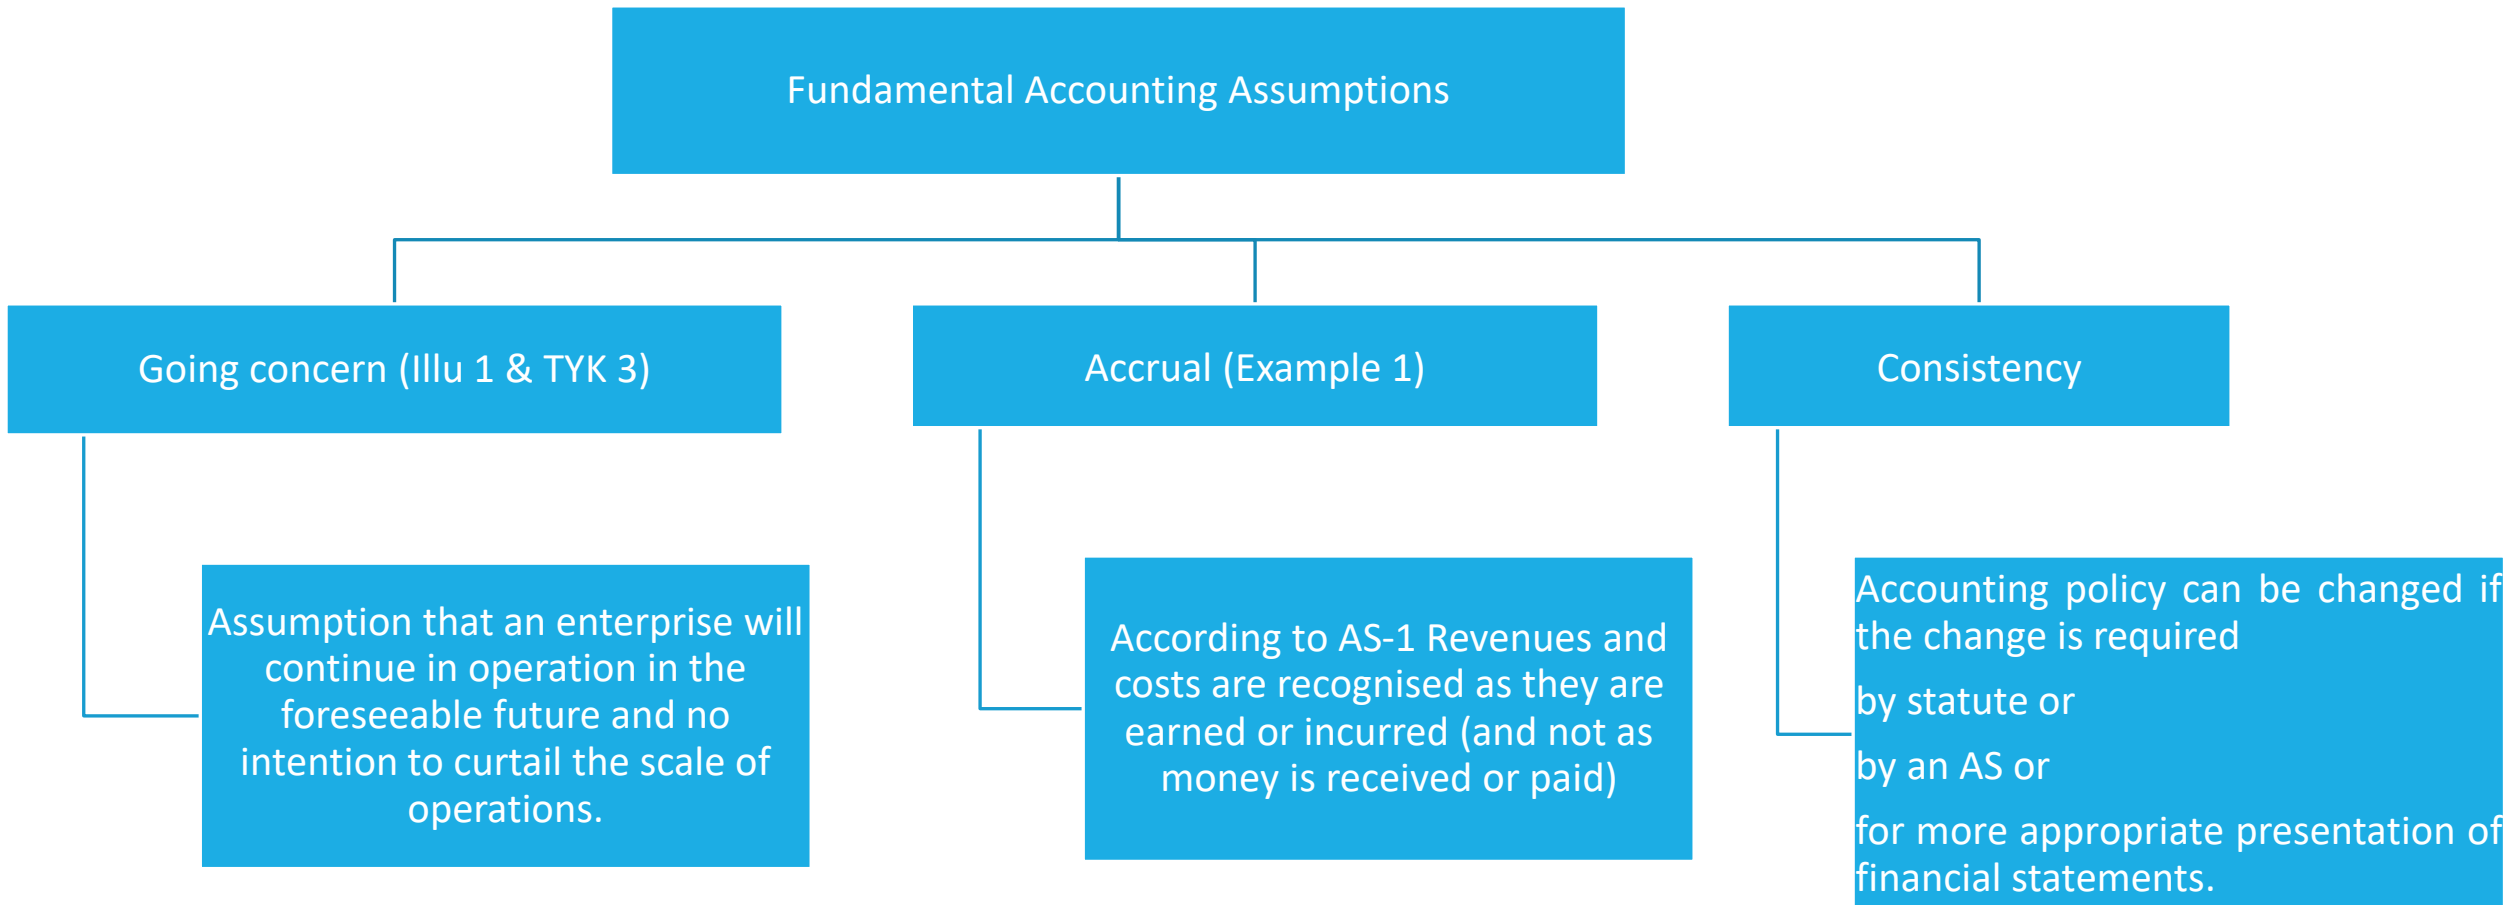 Fundamental Accounting Assumptions
Going concern (Illu 1 & TYK 3)
Accrual (Example 1)
Consistency
Assumption that an enterprise will
continue in operation in the
foreseeable future and no
intention to curtail the scale of
operations.
According to AS-1 Revenues and
costs are recognised as they are
earned or incurred (and not as
money is received or paid)
Accounting policy can be changed if
the change is required
by statute or
by an AS or
for more appropriate presentation of
financial statements.